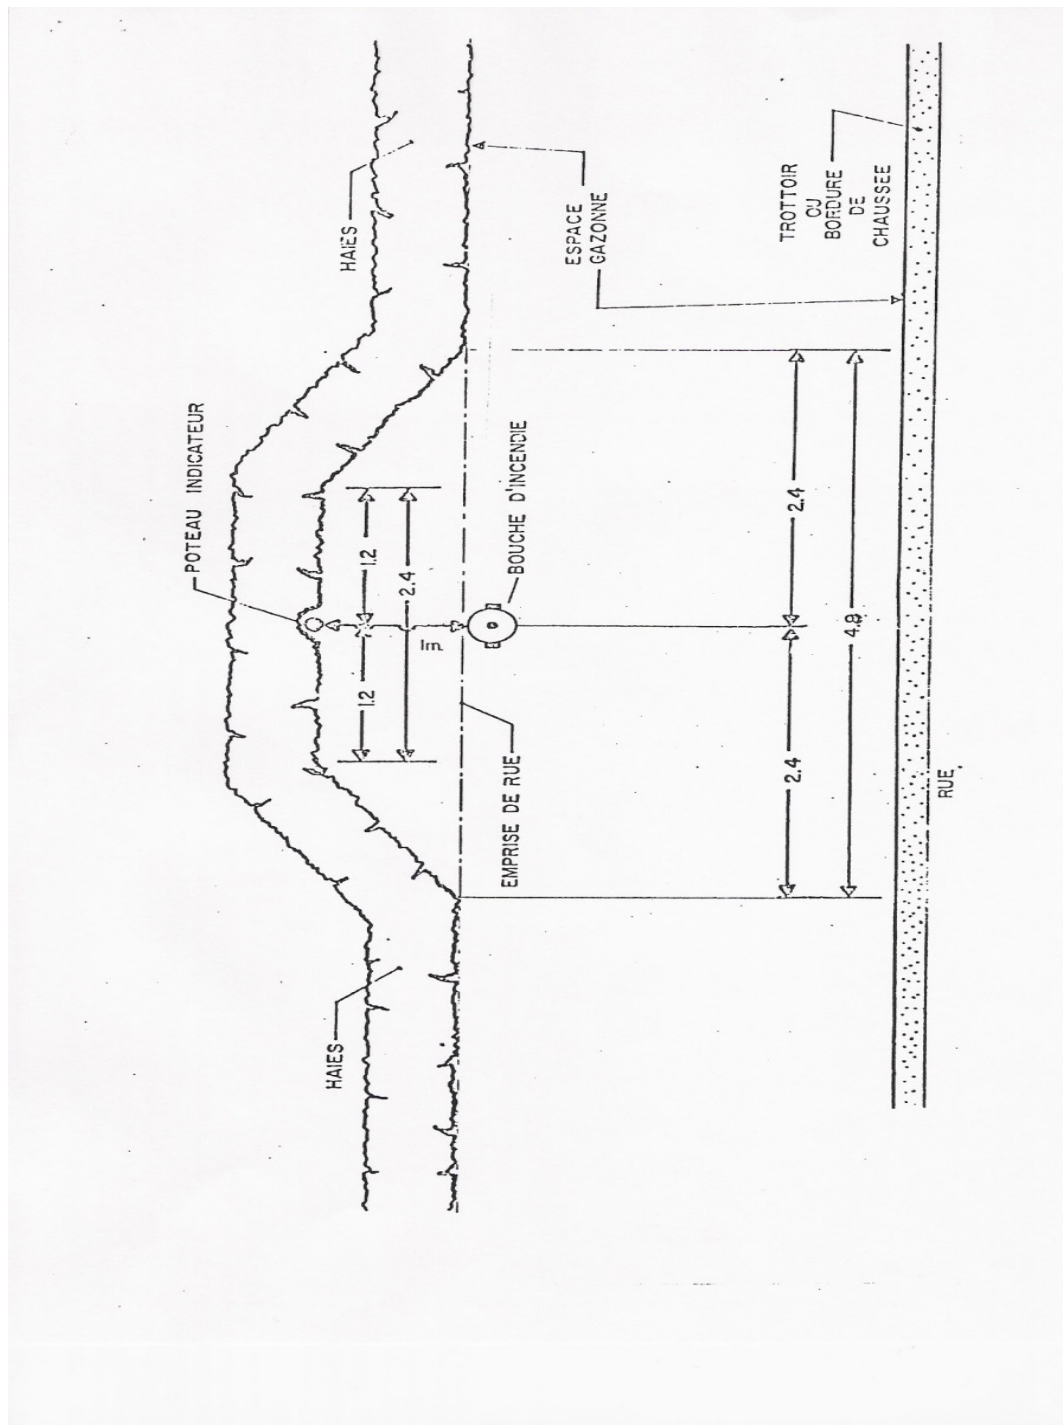 HAIES
ESPACE
GAZONNE
TROTTOIR
OU
BORDURE
DE
CHAUSSEE
POTEAU INDICATEUR
BOUCHE D'INCENDIE
1.2
2.4
1.2
1m
2.4
4.8
2.4
EMPRISE DE RUE
RUE
HAIES